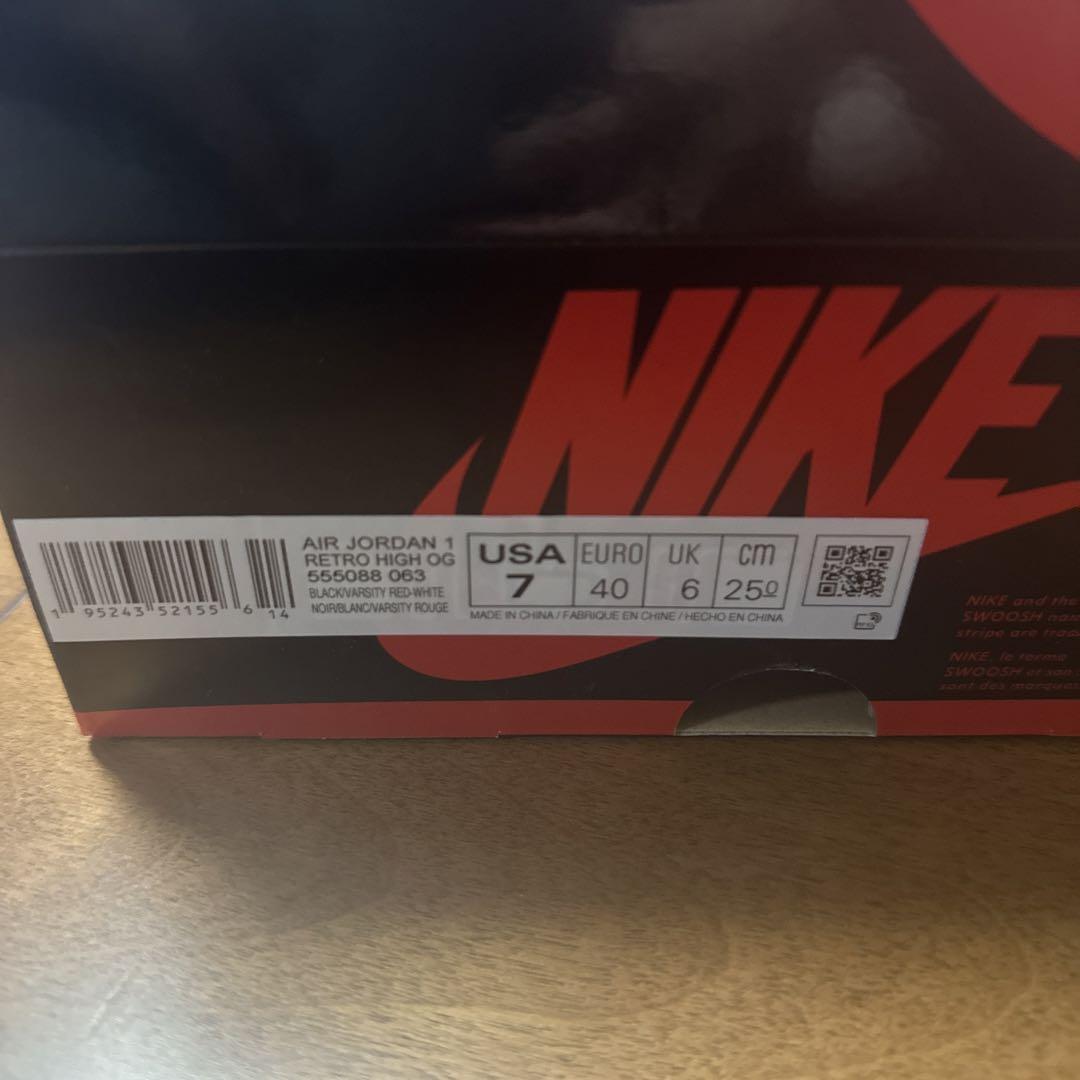 NIKE
AIR JORDAN 1
RETRO HIGH OG
555088 063
BLACK/VARSITY RED-WHITE
NOIR/BLANC/VARSITY ROUGE
1 95243 52155 6 14
USA EURO UK cm
7 40 6 25.0
MADE IN CHINA / FABRIQUE EN CHINE / HECHO EN CHINA
RFID
NIKE and the
SWOOSH
stripe are
NIKE, le terme
SWOOSH et son
sont des